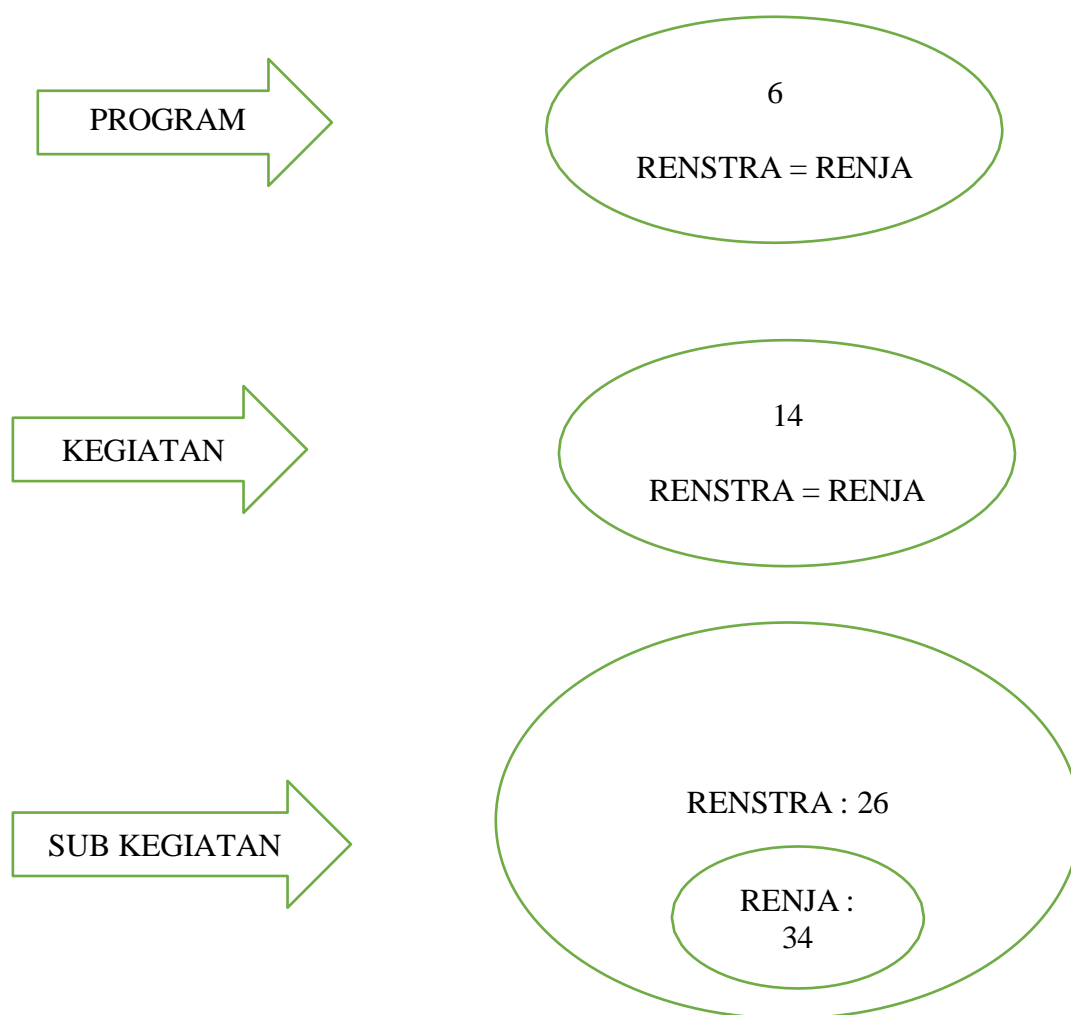 PROGRAM
6
RENSTRA = RENJA
KEGIATAN
14
RENSTRA = RENJA
SUB KEGIATAN
RENSTRA : 26
RENJA :
34